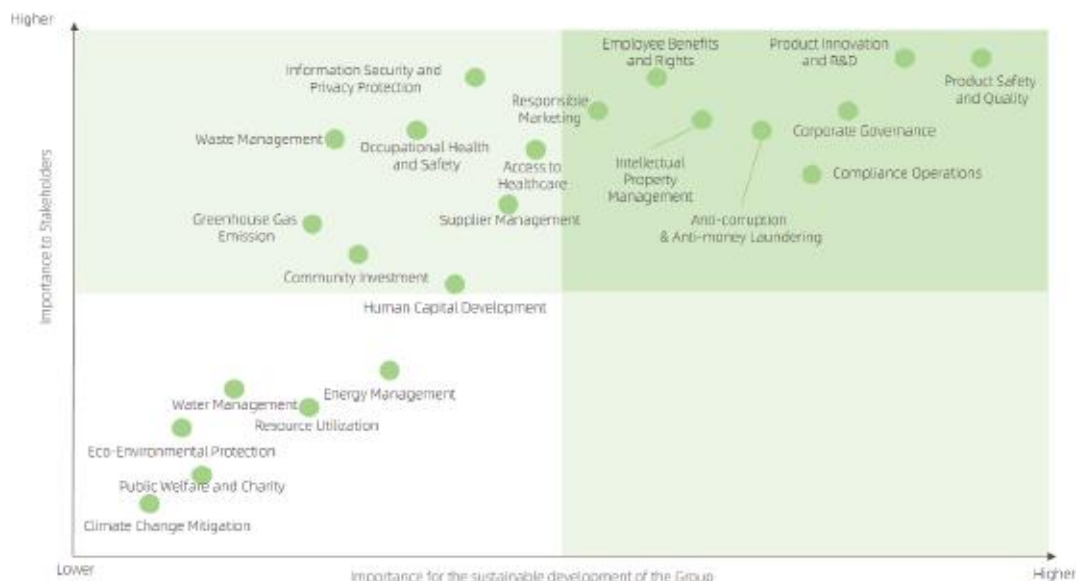 Higher
Employee Benefits
and Rights
Product Innovation
and R&D
Information Security and
Privacy Protection
Product Safety
and Quality
Responsible
Marketing
Waste Management
Occupational Health
and Safety
Corporate Governance
Access to
Healthcare
Intellectual
Property
Management
Compliance Operations
Supplier Management
Greenhouse Gas
Emission
Anti-corruption
& Anti-money Laundering
Importance to Stakeholders
Community Investment
Human Capital Development
Energy Management
Water Management
Resource Utilization
Eco-Environmental Protection
Public Welfare and Charity
Climate Change Mitigation
Lower
Importance for the sustainable development of the Group
Higher